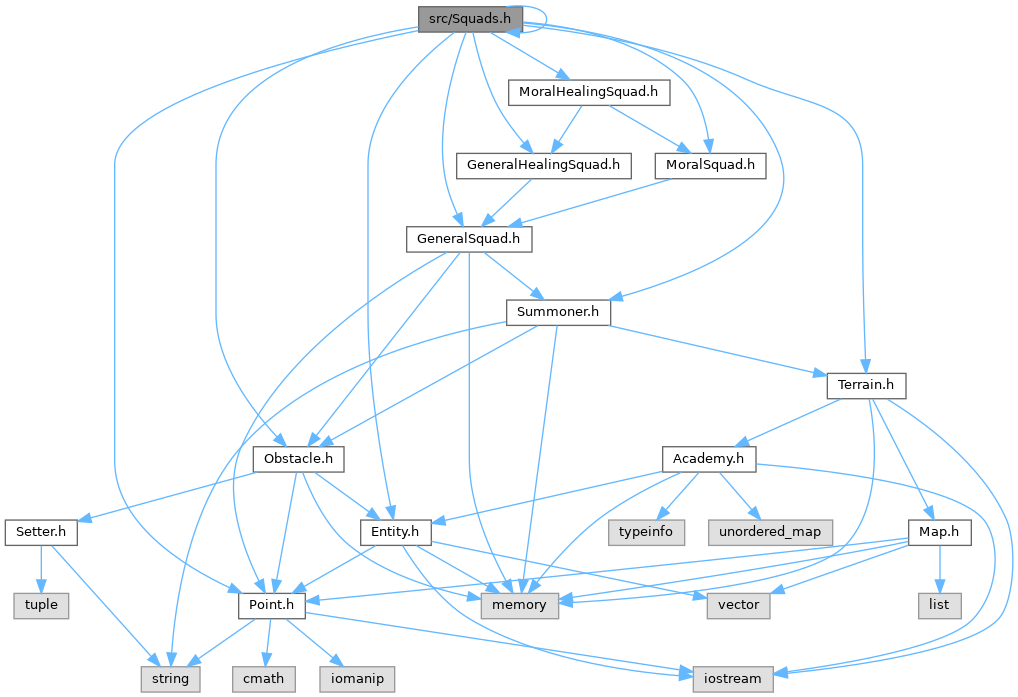 src/Squads.h
MoralHealingSquad.h
GeneralHealingSquad.h
MoralSquad.h
GeneralSquad.h
Summoner.h
Terrain.h
Obstacle.h
Academy.h
Setter.h
Entity.h
typeinfo
unordered_map
Map.h
tuple
Point.h
memory
vector
list
string
cmath
iomanip
iostream